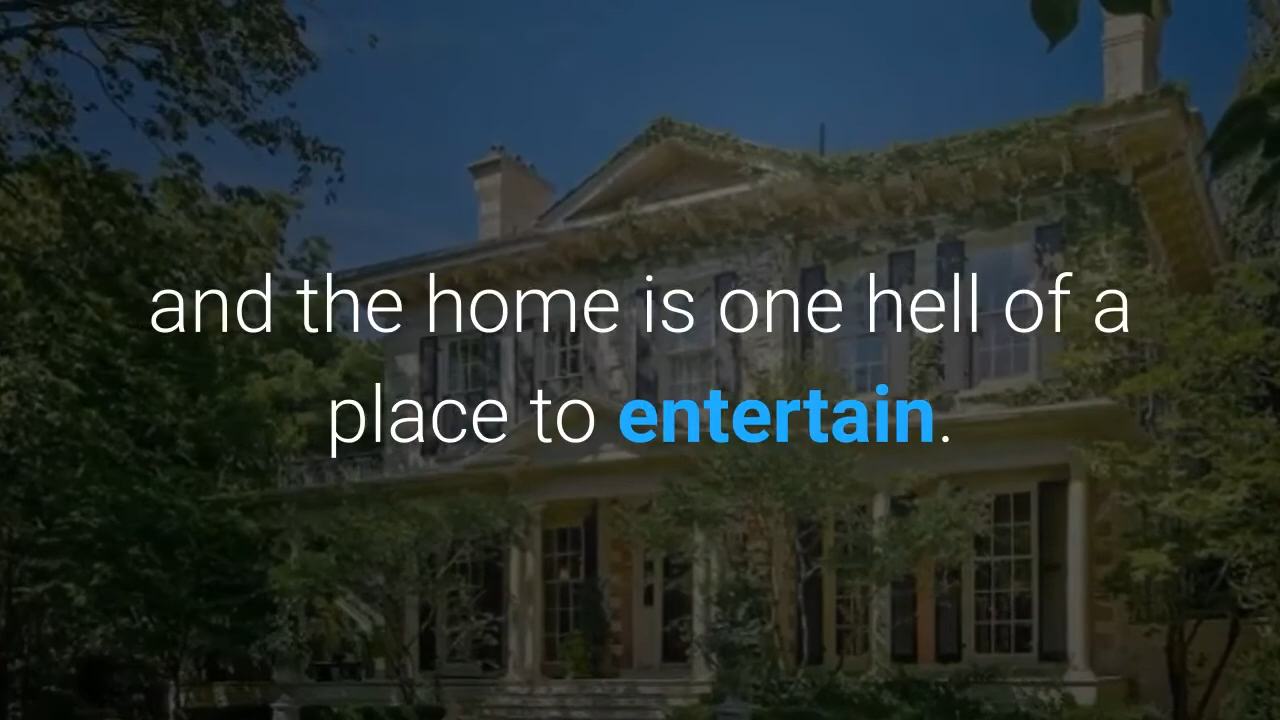 and the home is one hell of a
place to entertain.